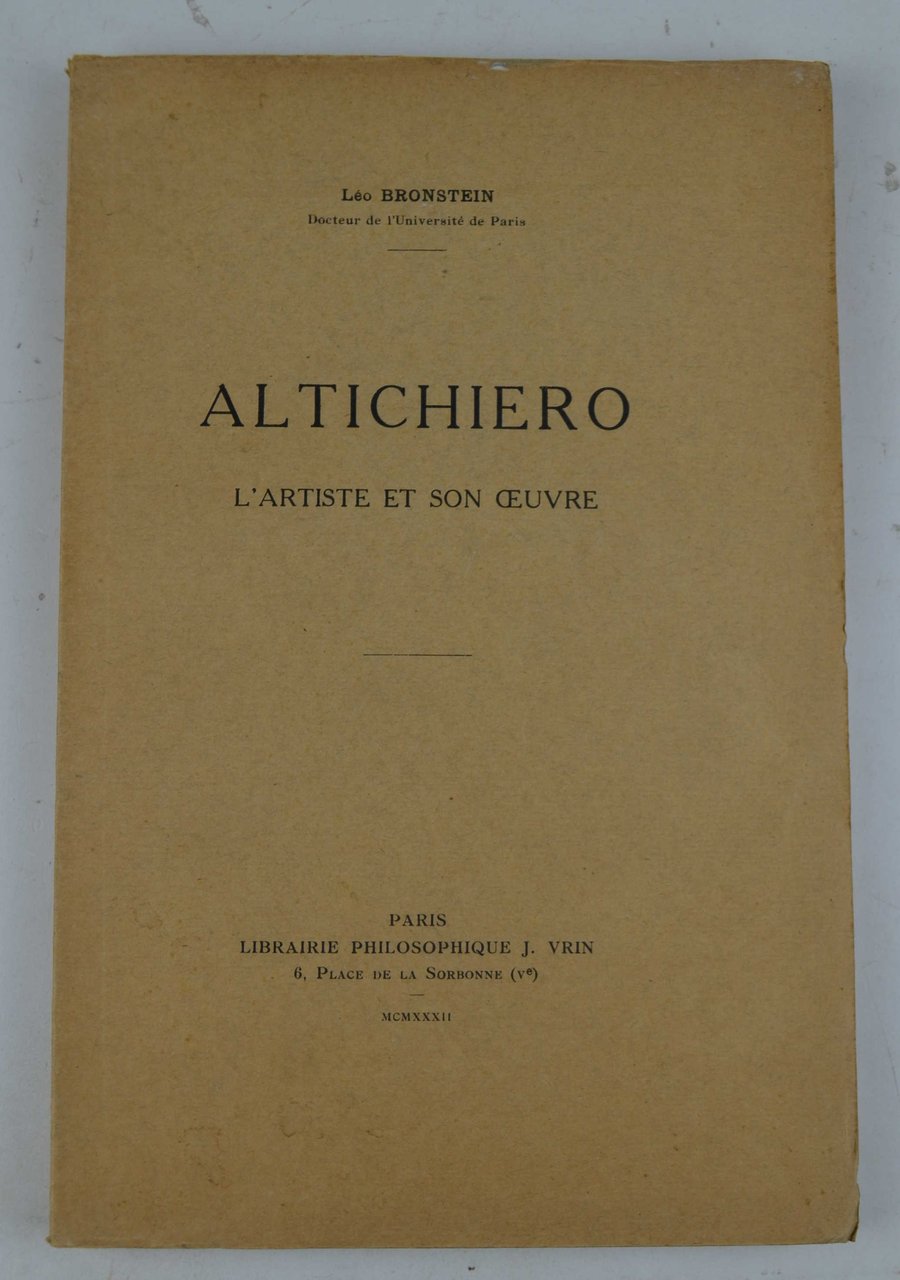 Léo BRONSTEIN
Docteur de l'Université de Paris
ALTICHIERO
L'ARTISTE ET SON ŒUVRE
PARIS
LIBRAIRIE PHILOSOPHIQUE J. VRIN
6, Place de la Sorbonne (Ve)
MCMXXXII